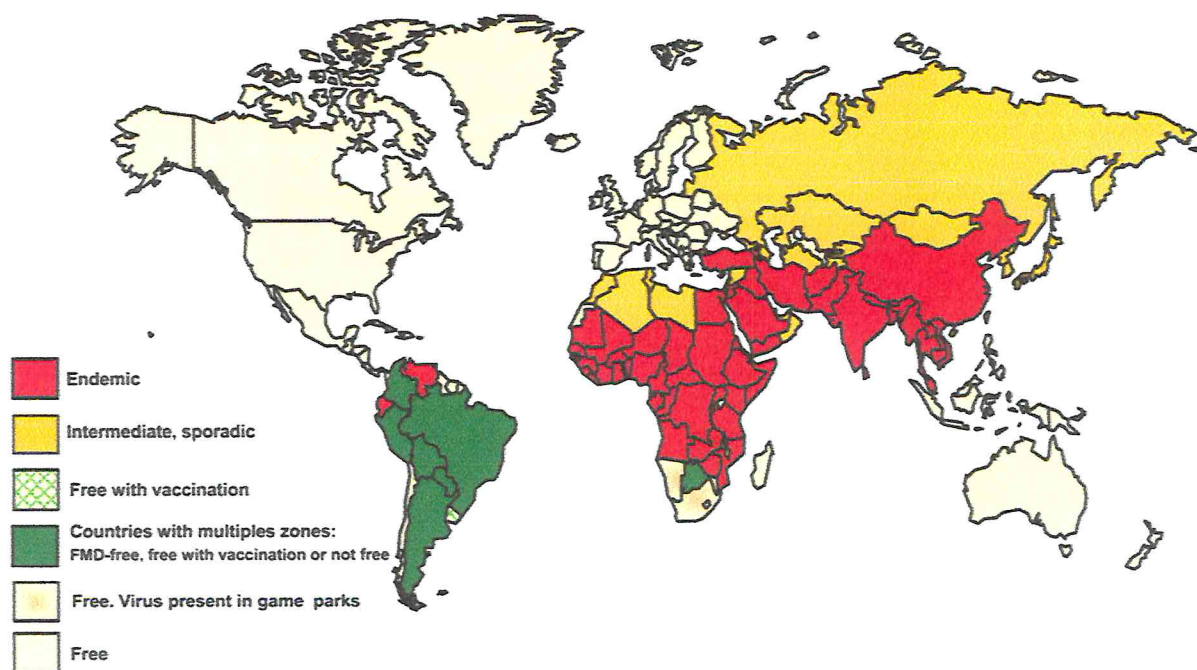 Endemic
Intermediate, sporadic
Free with vaccination
Countries with multiples zones:
FMD-free, free with vaccination or not free
Free. Virus present in game parks
Free